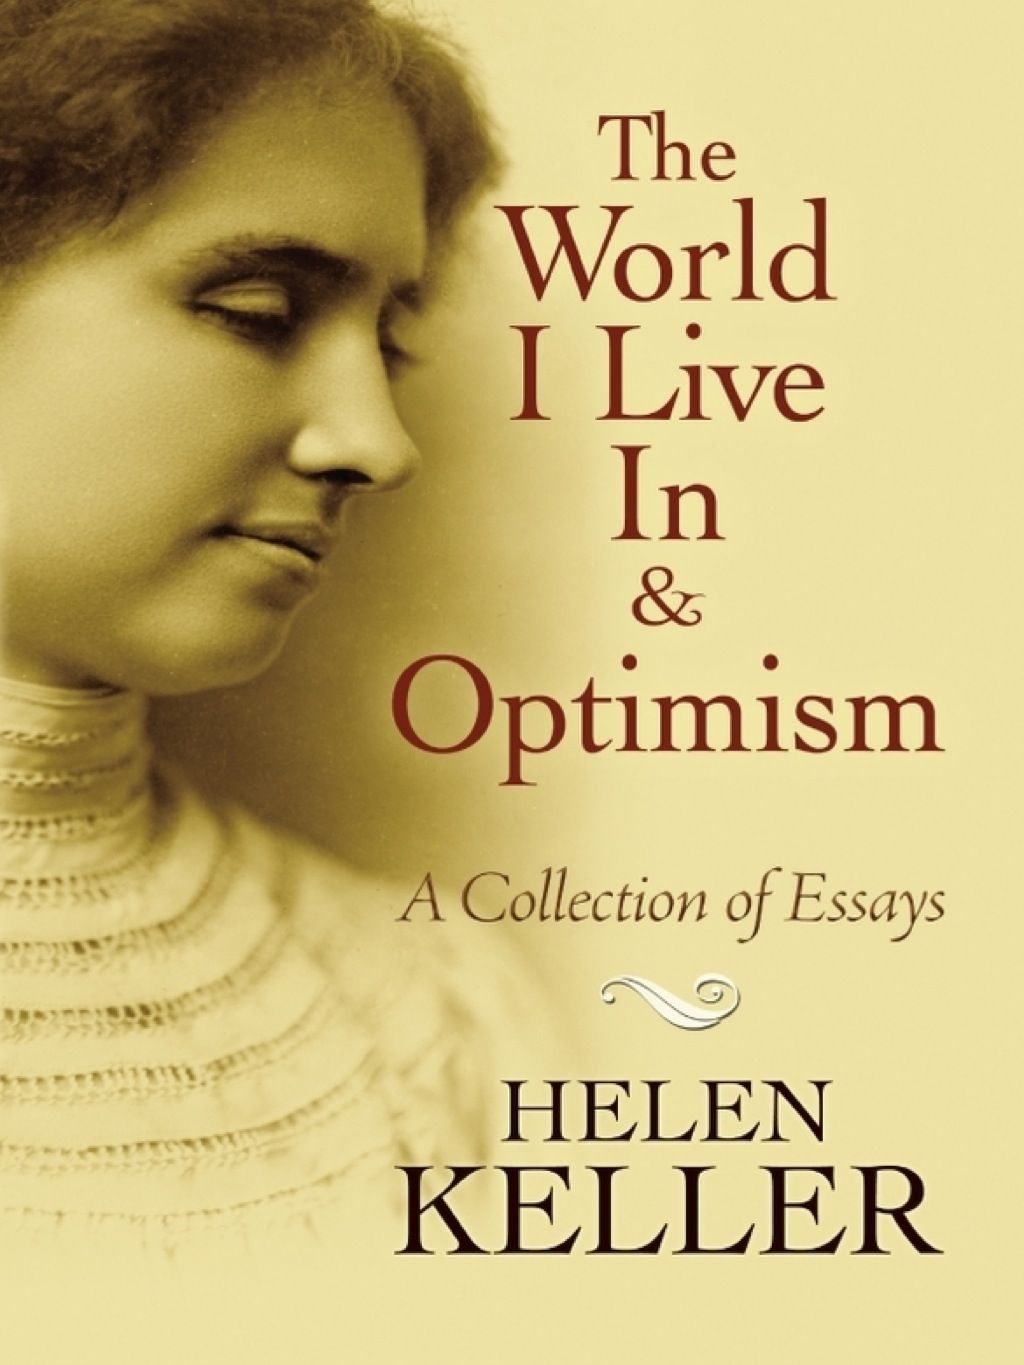 The
World
I Live
In
&
Optimism
A Collection of Essays
HELEN
KELLER